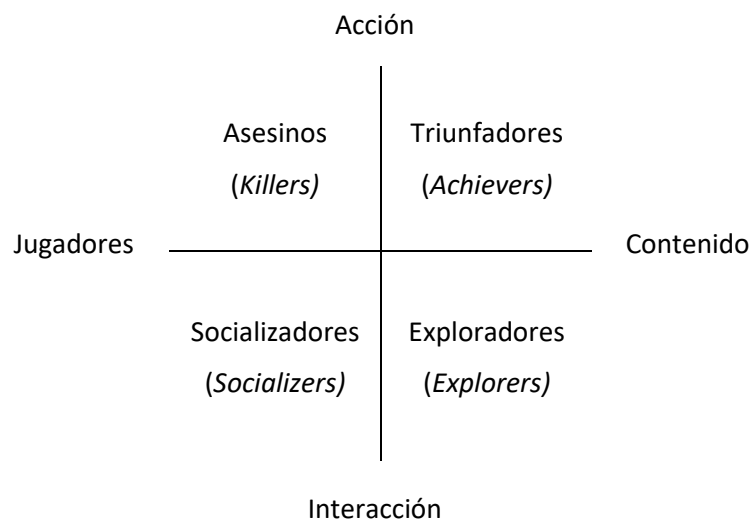 Acción
Asesinos
(Killers)
Triunfadores
(Achievers)
Jugadores
Contenido
Socializadores
(Socializers)
Exploradores
(Explorers)
Interacción